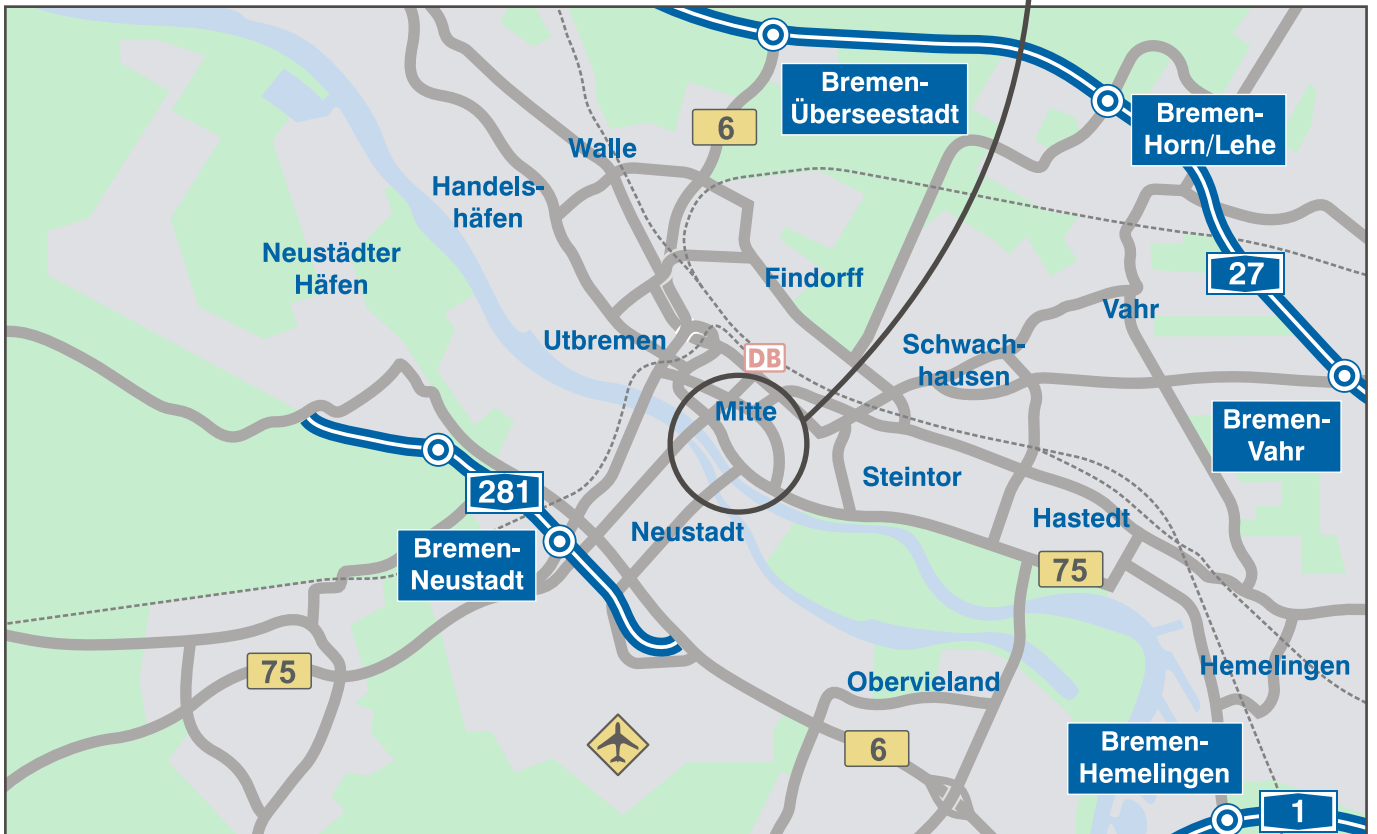 Bremen-
Überseestadt
6
Bremen-
Horn/Lehe
Walle
Handels-
häfen
Neustädter
Häfen
Findorff
27
Vahr
Utbremen
DB
Schwach-
hausen
Mitte
Bremen-
Vahr
Steintor
281
Hastedt
Neustadt
Bremen-
Neustadt
75
75
Hemelingen
Obervieland
6
Bremen-
Hemelingen
1